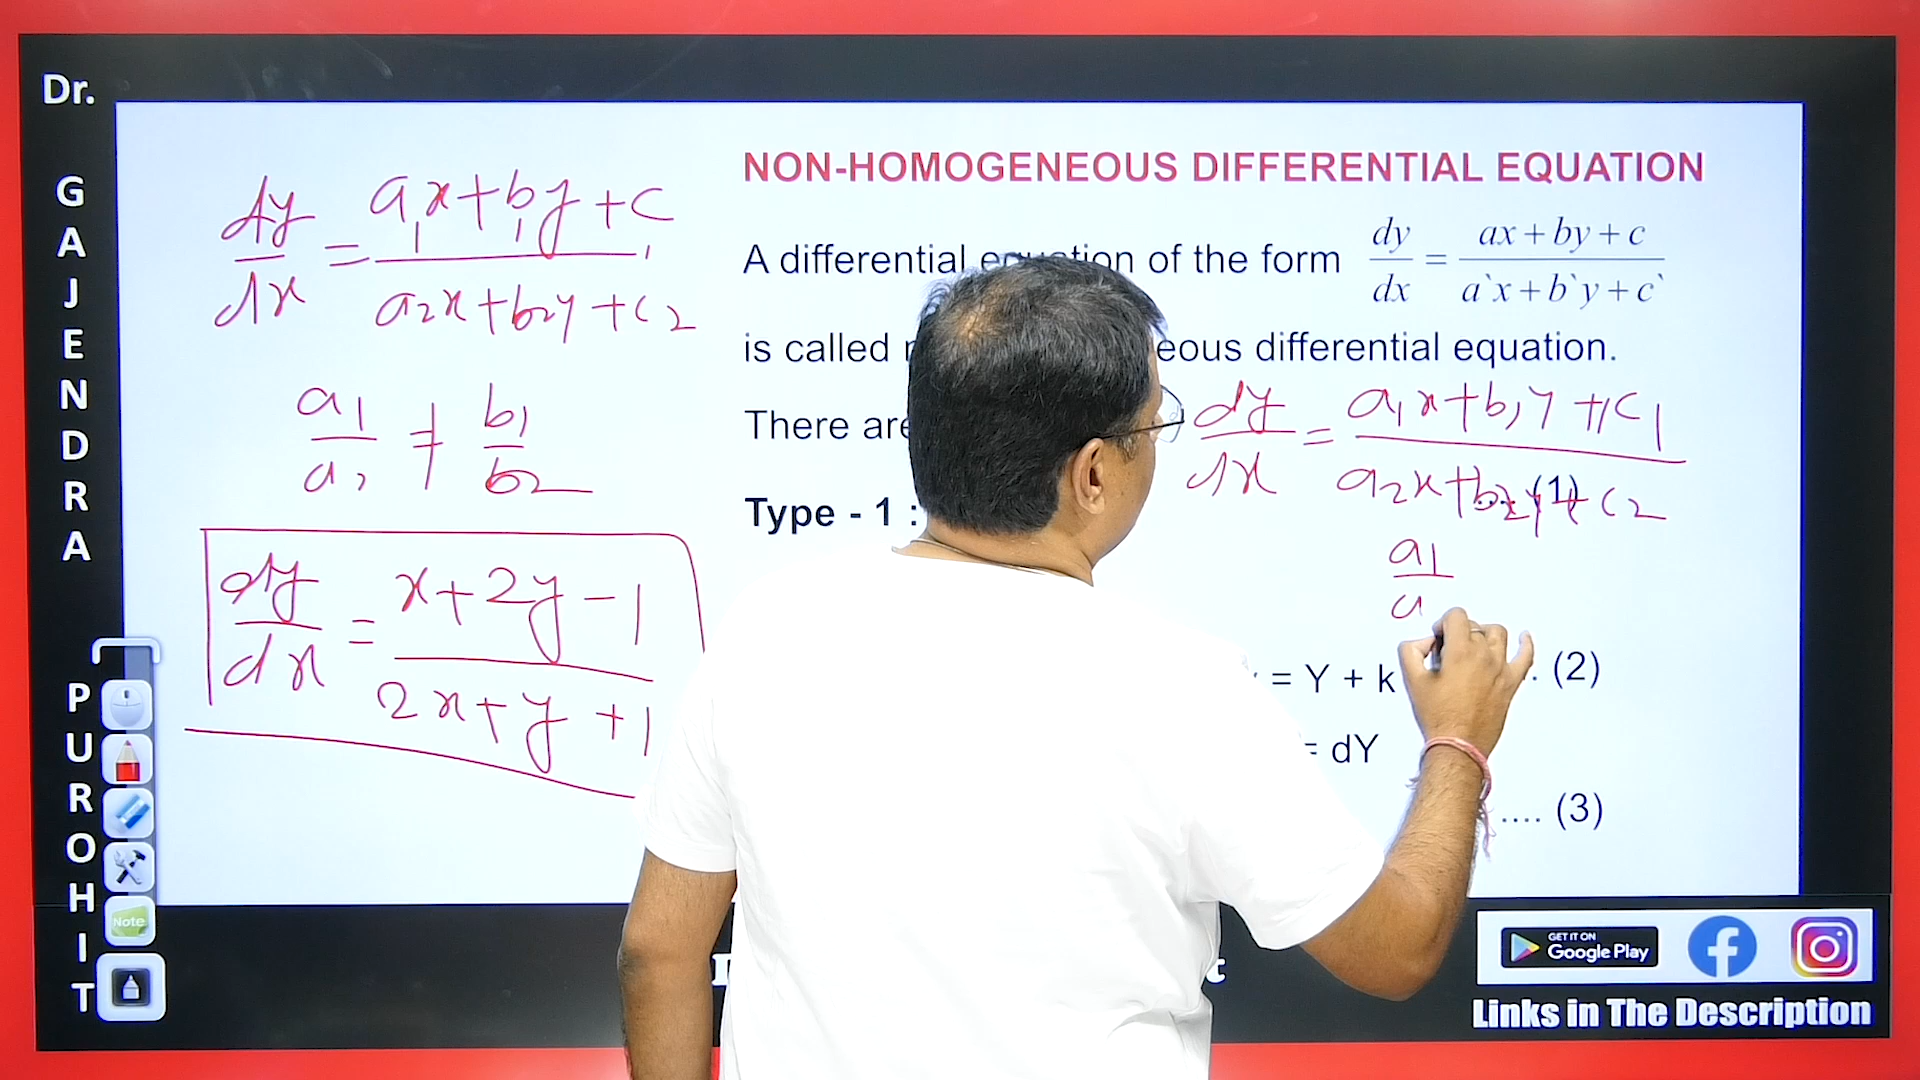 Dr.
GAJENDRA
PUROHIT
dy/dx = a₁x+b₁y+c₁ / a₂x+b₂y+c₂
a₁/a₂ ≠ b₁/b₂
dy/dx = x+2y-1 / 2x+y+1
NON-HOMOGENEOUS DIFFERENTIAL EQUATION
A differential equation of the form dy/dx = ax+by+c / a`x+b`y+c`
is called eous differential equation.
There are
dy/dx = a₁x+b₁y+c₁ / a₂x+b₂y+c₂
Type - 1 : (1)
a₁/a
= Y + k . (2)
= dY
.... (3)
Note
GET IT ON
Google Play
Links in The Description